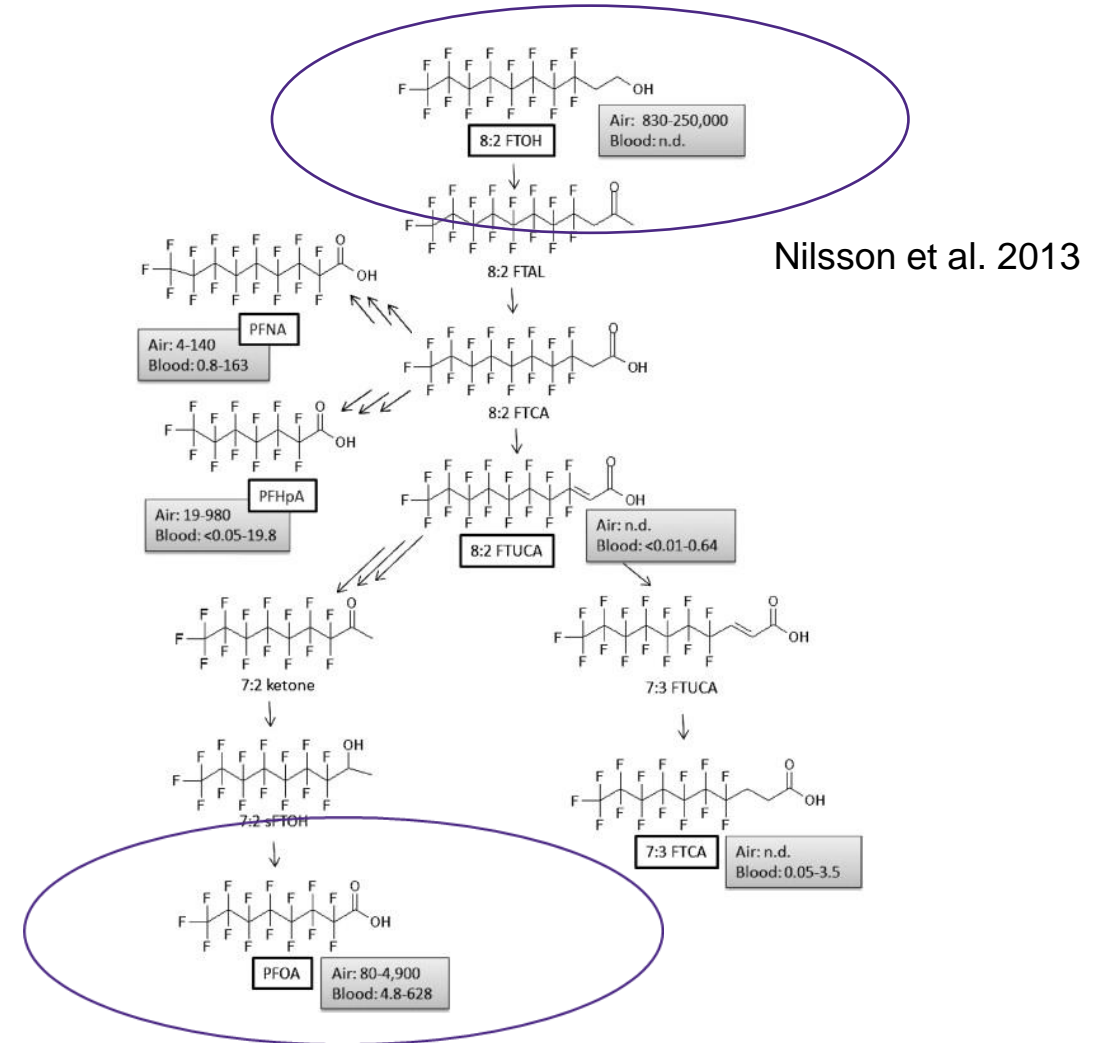 8:2 FTOH
Air: 830-250,000
Blood: n.d.
8:2 FTAL
Nilsson et al. 2013
PFNA
Air: 4-140
Blood: 0.8-163
8:2 FTCA
PFHpA
Air: 19-980
Blood: <0.05-19.8
8:2 FTUCA
Air: n.d.
Blood: <0.01-0.64
7:2 ketone
7:3 FTUCA
7:2 sFTOH
7:3 FTCA
Air: n.d.
Blood: 0.05-3.5
PFOA
Air: 80-4,900
Blood: 4.8-628